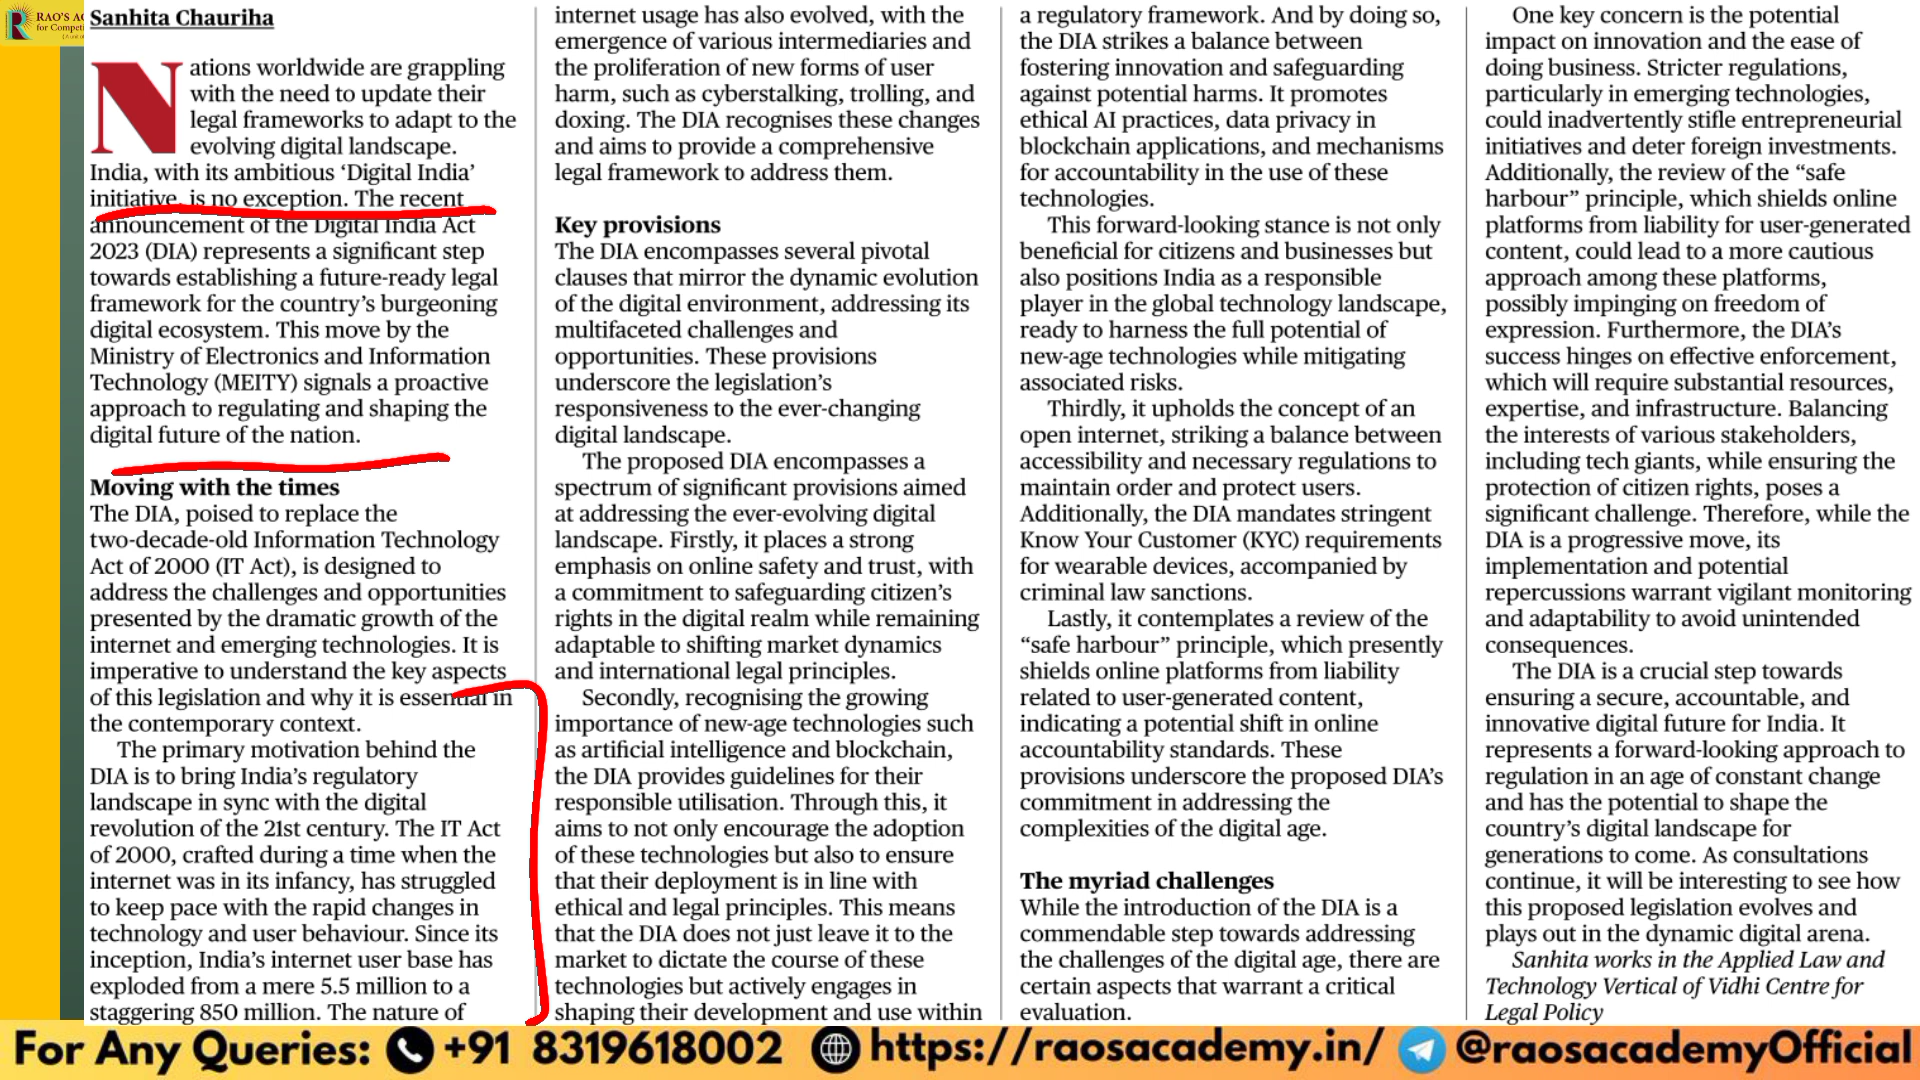 RAO'S AC
for Competi
Sanhita Chauriha
Nations worldwide are grappling
with the need to update their
legal frameworks to adapt to the
evolving digital landscape.
India, with its ambitious ‘Digital India’
initiative, is no exception. The recent
announcement of the Digital India Act
2023 (DIA) represents a significant step
towards establishing a future-ready legal
framework for the country’s burgeoning
digital ecosystem. This move by the
Ministry of Electronics and Information
Technology (MEITY) signals a proactive
approach to regulating and shaping the
digital future of the nation.
Moving with the times
The DIA, poised to replace the
two-decade-old Information Technology
Act of 2000 (IT Act), is designed to
address the challenges and opportunities
presented by the dramatic growth of the
internet and emerging technologies. It is
imperative to understand the key aspects
of this legislation and why it is essential in
the contemporary context.
The primary motivation behind the
DIA is to bring India’s regulatory
landscape in sync with the digital
revolution of the 21st century. The IT Act
of 2000, crafted during a time when the
internet was in its infancy, has struggled
to keep pace with the rapid changes in
technology and user behaviour. Since its
inception, India’s internet user base has
exploded from a mere 5.5 million to a
staggering 850 million. The nature of
internet usage has also evolved, with the
emergence of various intermediaries and
the proliferation of new forms of user
harm, such as cyberstalking, trolling, and
doxing. The DIA recognises these changes
and aims to provide a comprehensive
legal framework to address them.
Key provisions
The DIA encompasses several pivotal
clauses that mirror the dynamic evolution
of the digital environment, addressing its
multifaceted challenges and
opportunities. These provisions
underscore the legislation’s
responsiveness to the ever-changing
digital landscape.
The proposed DIA encompasses a
spectrum of significant provisions aimed
at addressing the ever-evolving digital
landscape. Firstly, it places a strong
emphasis on online safety and trust, with
a commitment to safeguarding citizen’s
rights in the digital realm while remaining
adaptable to shifting market dynamics
and international legal principles.
Secondly, recognising the growing
importance of new-age technologies such
as artificial intelligence and blockchain,
the DIA provides guidelines for their
responsible utilisation. Through this, it
aims to not only encourage the adoption
of these technologies but also to ensure
that their deployment is in line with
ethical and legal principles. This means
that the DIA does not just leave it to the
market to dictate the course of these
technologies but actively engages in
shaping their development and use within
a regulatory framework. And by doing so,
the DIA strikes a balance between
fostering innovation and safeguarding
against potential harms. It promotes
ethical AI practices, data privacy in
blockchain applications, and mechanisms
for accountability in the use of these
technologies.
This forward-looking stance is not only
beneficial for citizens and businesses but
also positions India as a responsible
player in the global technology landscape,
ready to harness the full potential of
new-age technologies while mitigating
associated risks.
Thirdly, it upholds the concept of an
open internet, striking a balance between
accessibility and necessary regulations to
maintain order and protect users.
Additionally, the DIA mandates stringent
Know Your Customer (KYC) requirements
for wearable devices, accompanied by
criminal law sanctions.
Lastly, it contemplates a review of the
“safe harbour” principle, which presently
shields online platforms from liability
related to user-generated content,
indicating a potential shift in online
accountability standards. These
provisions underscore the proposed DIA’s
commitment in addressing the
complexities of the digital age.
The myriad challenges
While the introduction of the DIA is a
commendable step towards addressing
the challenges of the digital age, there are
certain aspects that warrant a critical
evaluation.
One key concern is the potential
impact on innovation and the ease of
doing business. Stricter regulations,
particularly in emerging technologies,
could inadvertently stifle entrepreneurial
initiatives and deter foreign investments.
Additionally, the review of the “safe
harbour” principle, which shields online
platforms from liability for user-generated
content, could lead to a more cautious
approach among these platforms,
possibly impinging on freedom of
expression. Furthermore, the DIA’s
success hinges on effective enforcement,
which will require substantial resources,
expertise, and infrastructure. Balancing
the interests of various stakeholders,
including tech giants, while ensuring the
protection of citizen rights, poses a
significant challenge. Therefore, while the
DIA is a progressive move, its
implementation and potential
repercussions warrant vigilant monitoring
and adaptability to avoid unintended
consequences.
The DIA is a crucial step towards
ensuring a secure, accountable, and
innovative digital future for India. It
represents a forward-looking approach to
regulation in an age of constant change
and has the potential to shape the
country’s digital landscape for
generations to come. As consultations
continue, it will be interesting to see how
this proposed legislation evolves and
plays out in the dynamic digital arena.
Sanhita works in the Applied Law and
Technology Vertical of Vidhi Centre for
Legal Policy
For Any Queries: +91 8319618002 https://raosacademy.in/ @raosacademyOfficial